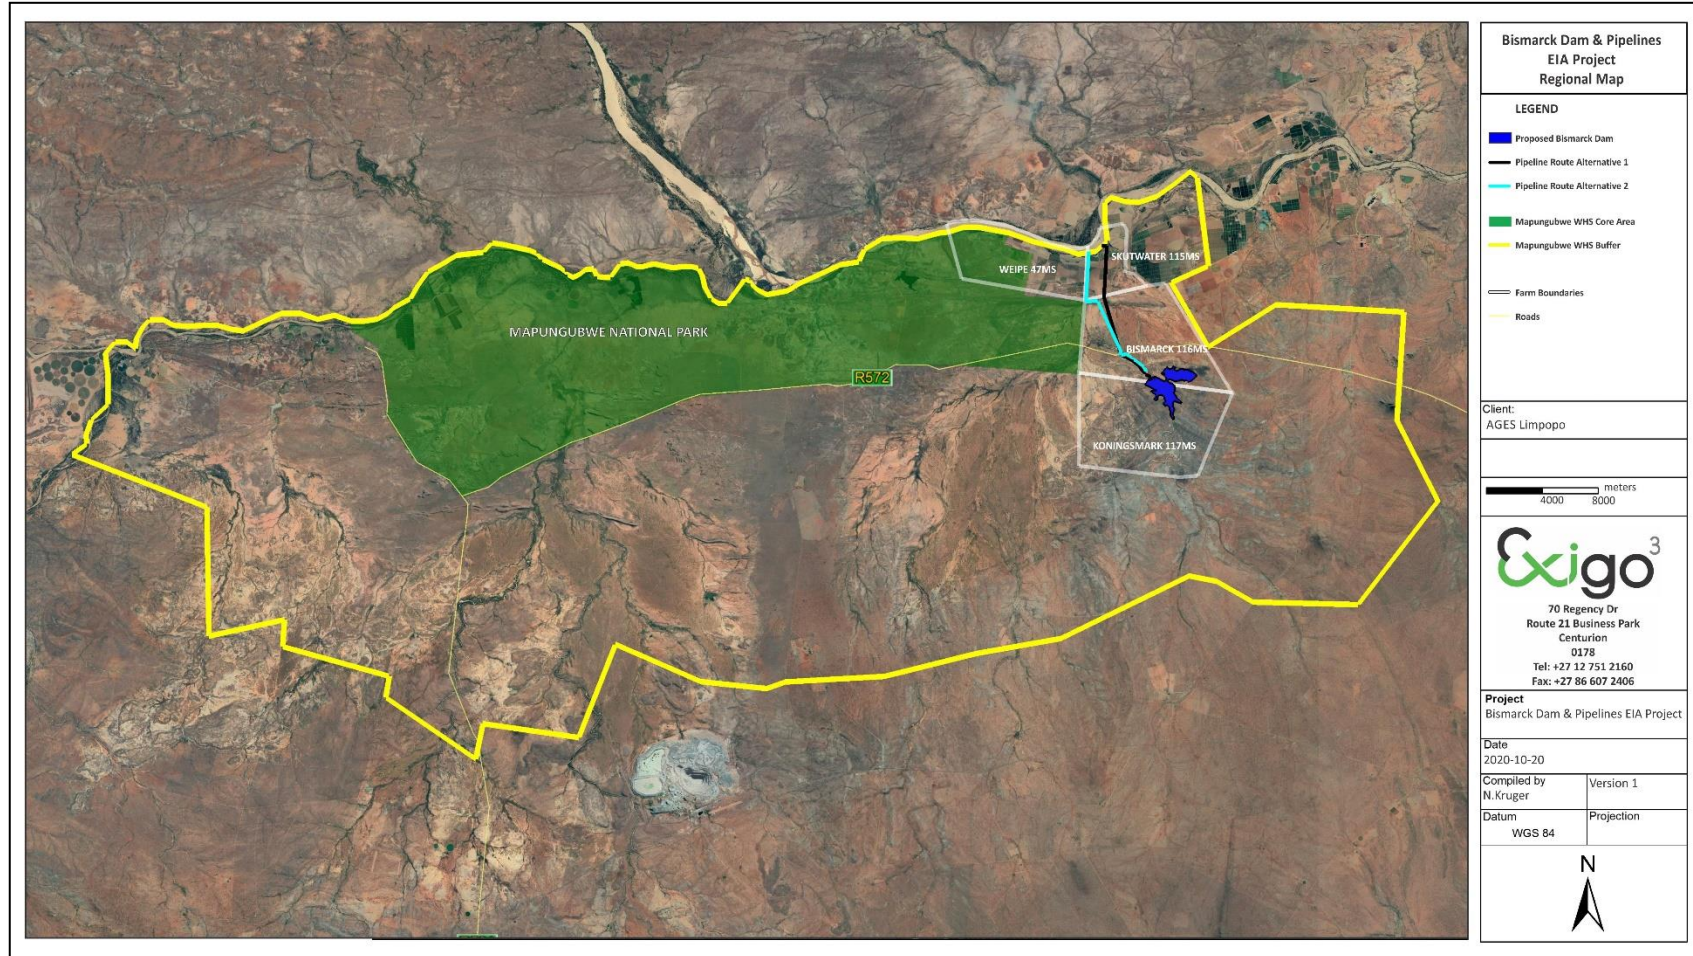 WEIPE 47MS
SKUTWATER 115MS
MAPUNGUBWE NATIONAL PARK
BISMARCK 116MS
R572
KONINGSMARK 117MS
Bismarck Dam & Pipelines
EIA Project
Regional Map
LEGEND
Proposed Bismarck Dam
Pipeline Route Alternative 1
Pipeline Route Alternative 2
Mapungubwe WHS Core Area
Mapungubwe WHS Buffer
Farm Boundaries
Roads
Client:
AGES Limpopo
meters
4000 8000
Exigo3
70 Regency Dr
Route 21 Business Park
Centurion
0178
Tel: +27 12 751 2160
Fax: +27 86 607 2406
Project
Bismarck Dam & Pipelines EIA Project
Date
2020-10-20
Compiled by
N.Kruger
Version 1
Datum
WGS 84
Projection
N